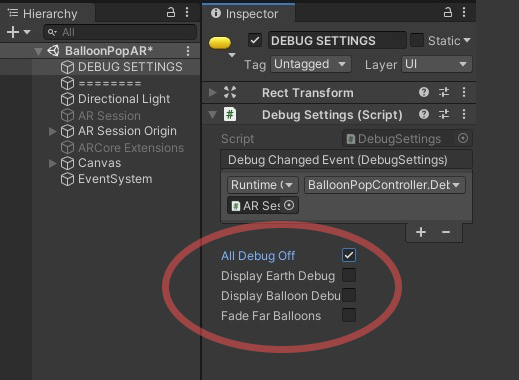 Hierarchy
All
BalloonPopAR*
DEBUG SETTINGS
========
Directional Light
AR Session
AR Session Origin
ARCore Extensions
Canvas
EventSystem
Inspector
DEBUG SETTINGS
Static
Tag Untagged Layer UI
Rect Transform
Debug Settings (Script)
Script DebugSettings
Debug Changed Event (DebugSettings)
Runtime BalloonPopController.Deb
AR Ses
All Debug Off
Display Earth Debug
Display Balloon Debu
Fade Far Balloons